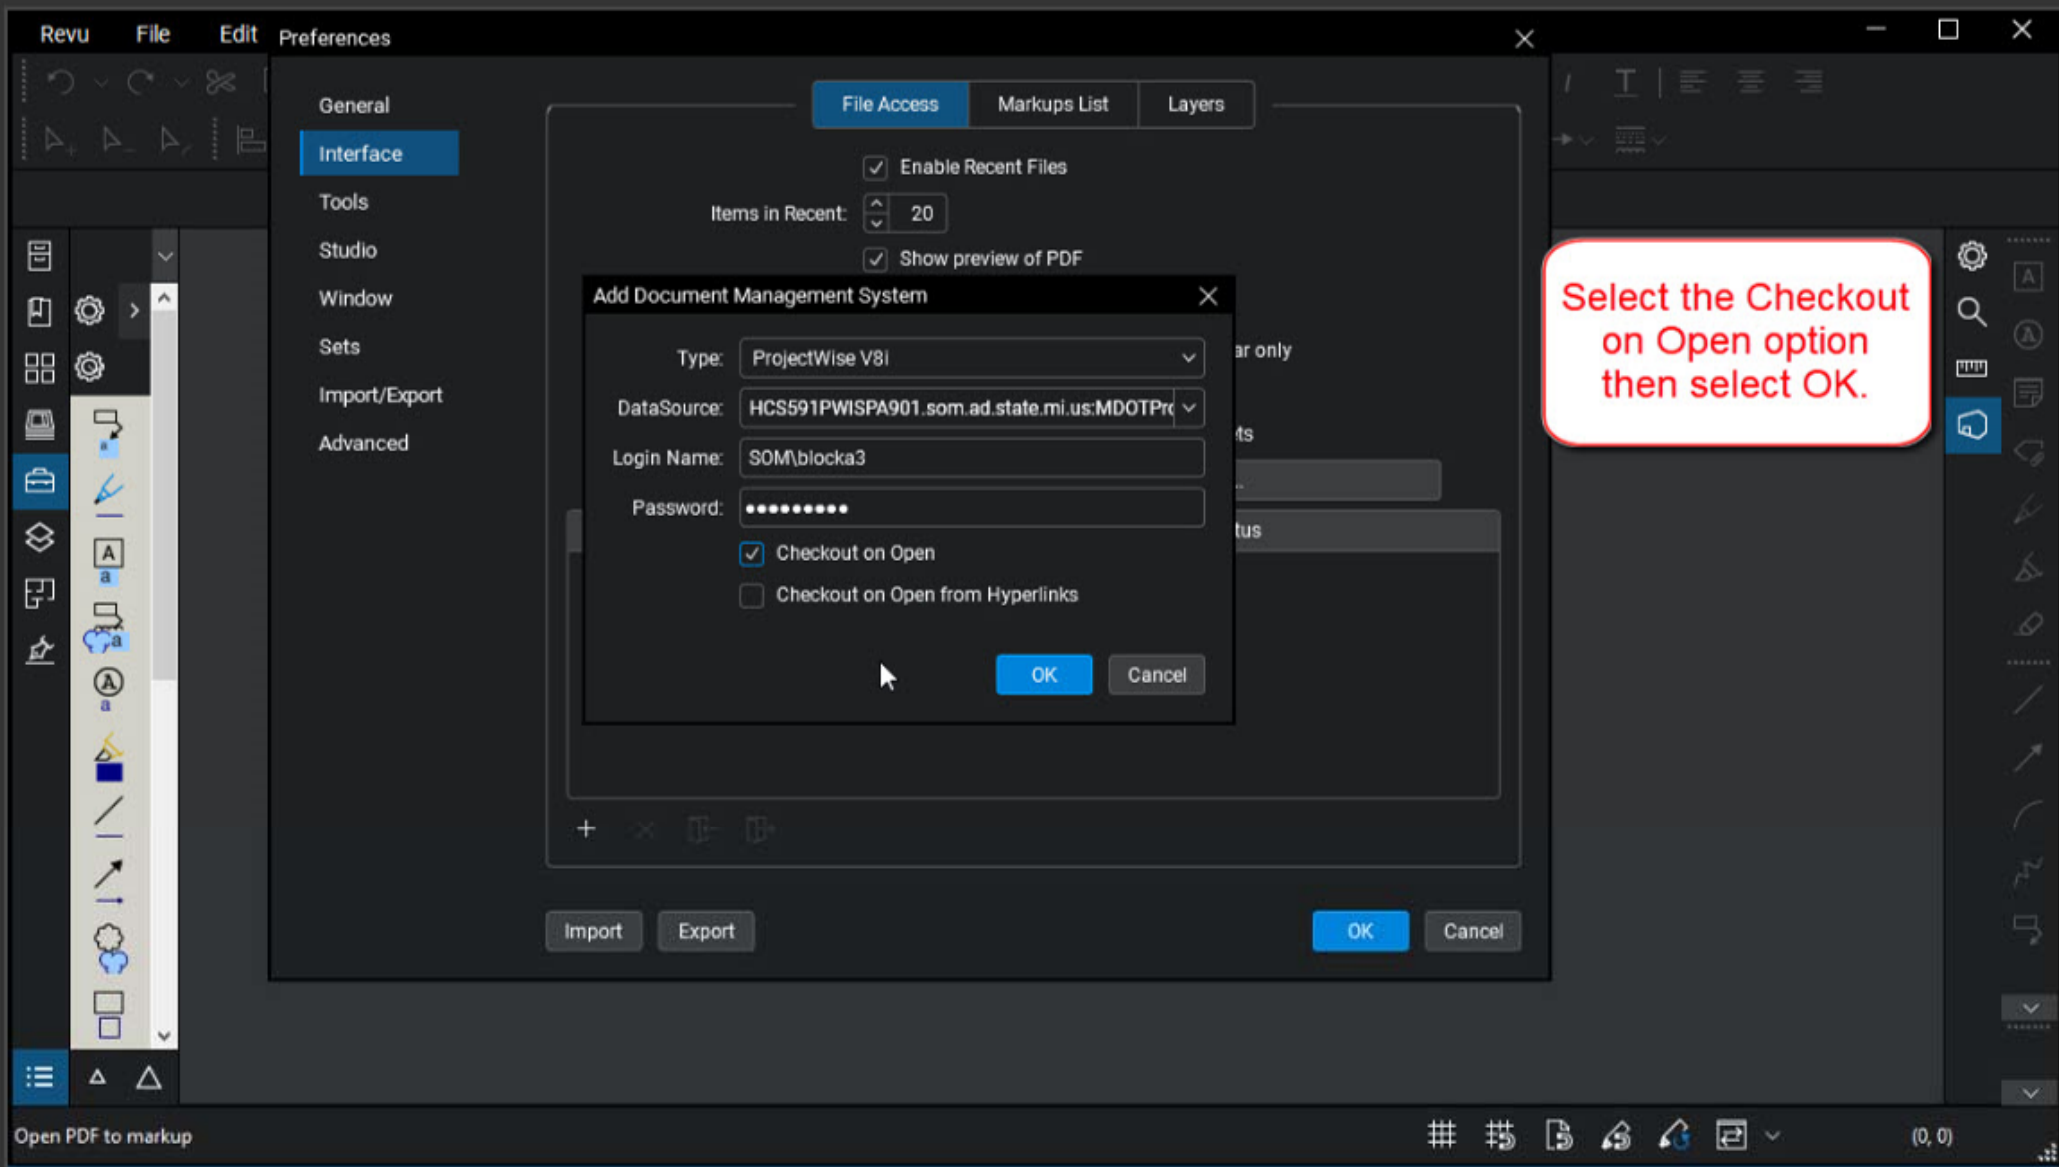 Revu File Edit
Preferences
General
Interface
Tools
Studio
Window
Sets
Import/Export
Advanced
File Access Markups List Layers
Enable Recent Files
Items in Recent: 20
Show preview of PDF
ar only
ts
...
tus
Add Document Management System
Type: ProjectWise V8i
DataSource: HCS591PWISPA901.som.ad.state.mi.us:MDOTPro
Login Name: SOM\blocka3
Password: •••••••••
Checkout on Open
Checkout on Open from Hyperlinks
OK Cancel
Import Export OK Cancel
Select the Checkout
on Open option
then select OK.
Open PDF to markup
(0, 0)